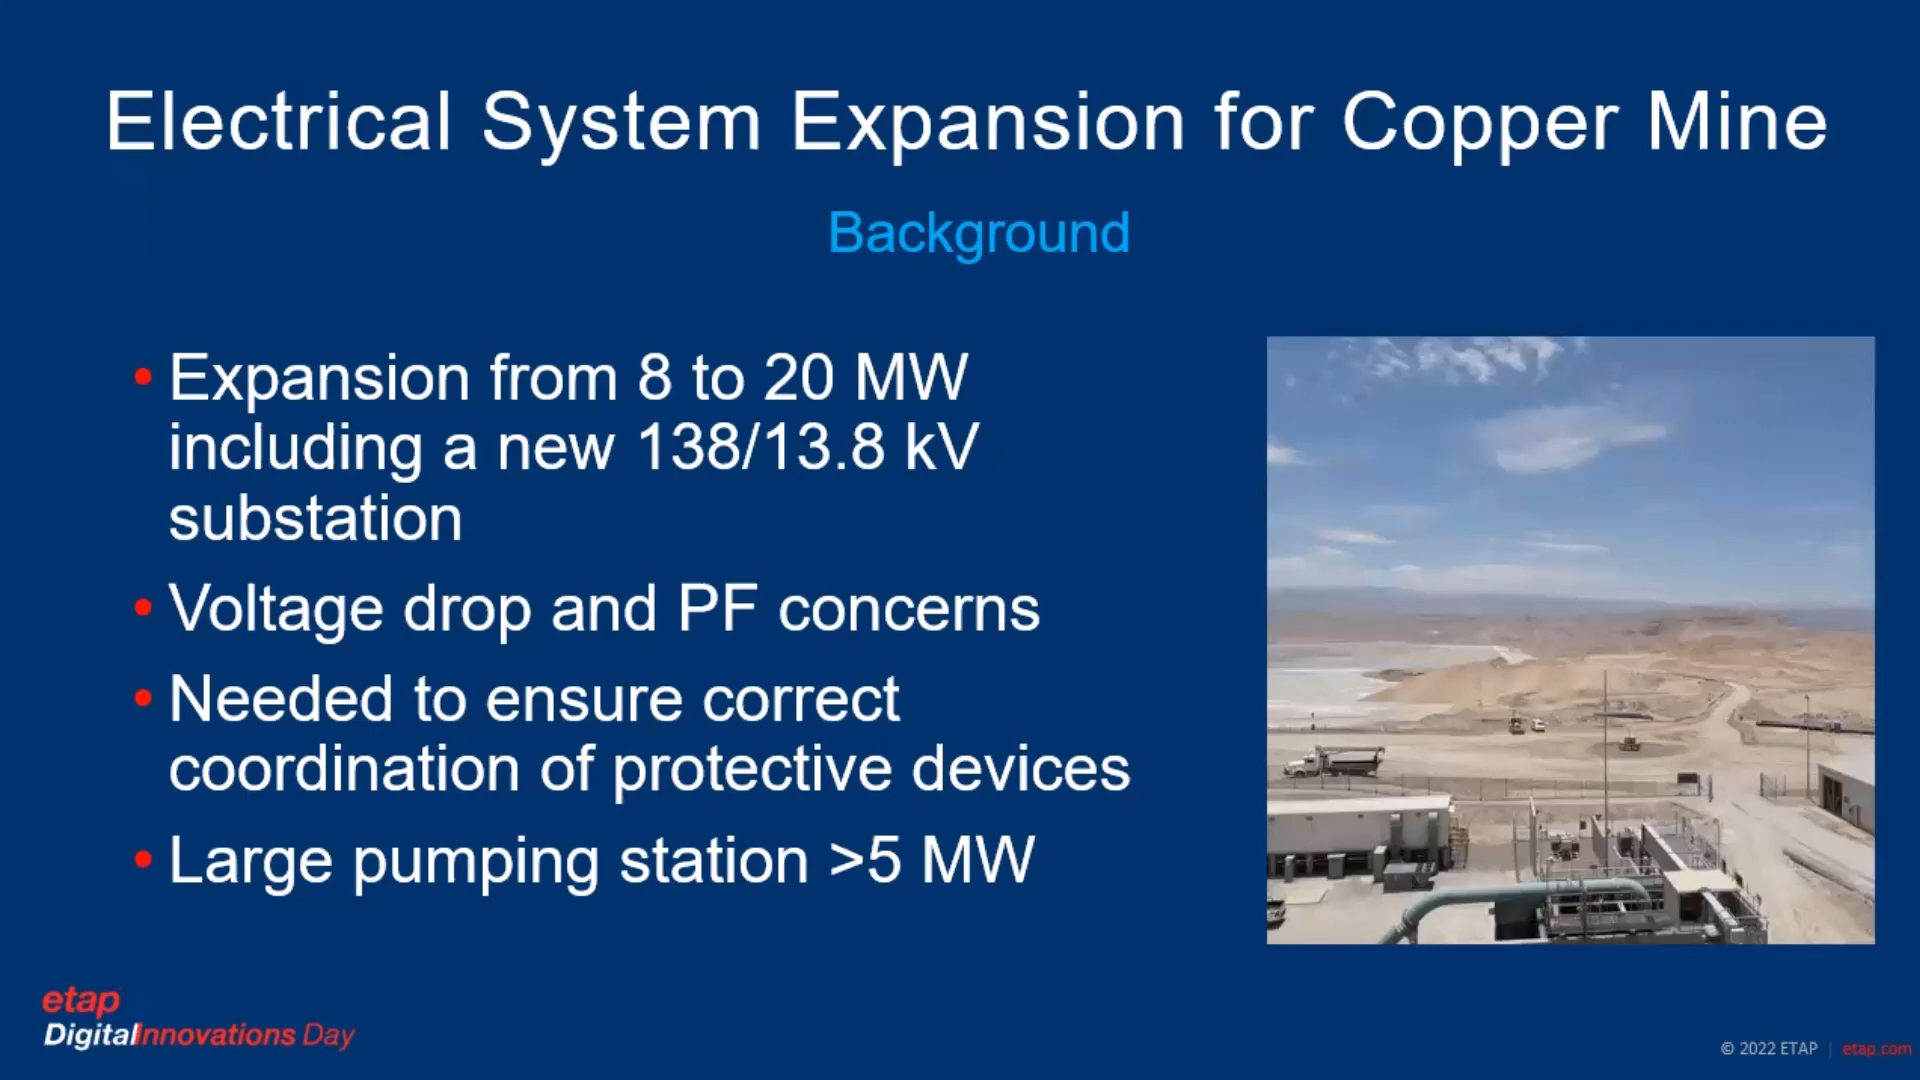 Electrical System Expansion for Copper Mine
Background
• Expansion from 8 to 20 MW
including a new 138/13.8 kV
substation
• Voltage drop and PF concerns
• Needed to ensure correct
coordination of protective devices
• Large pumping station >5 MW
etap
DigitalInnovations Day
© 2022 ETAP | etap.com